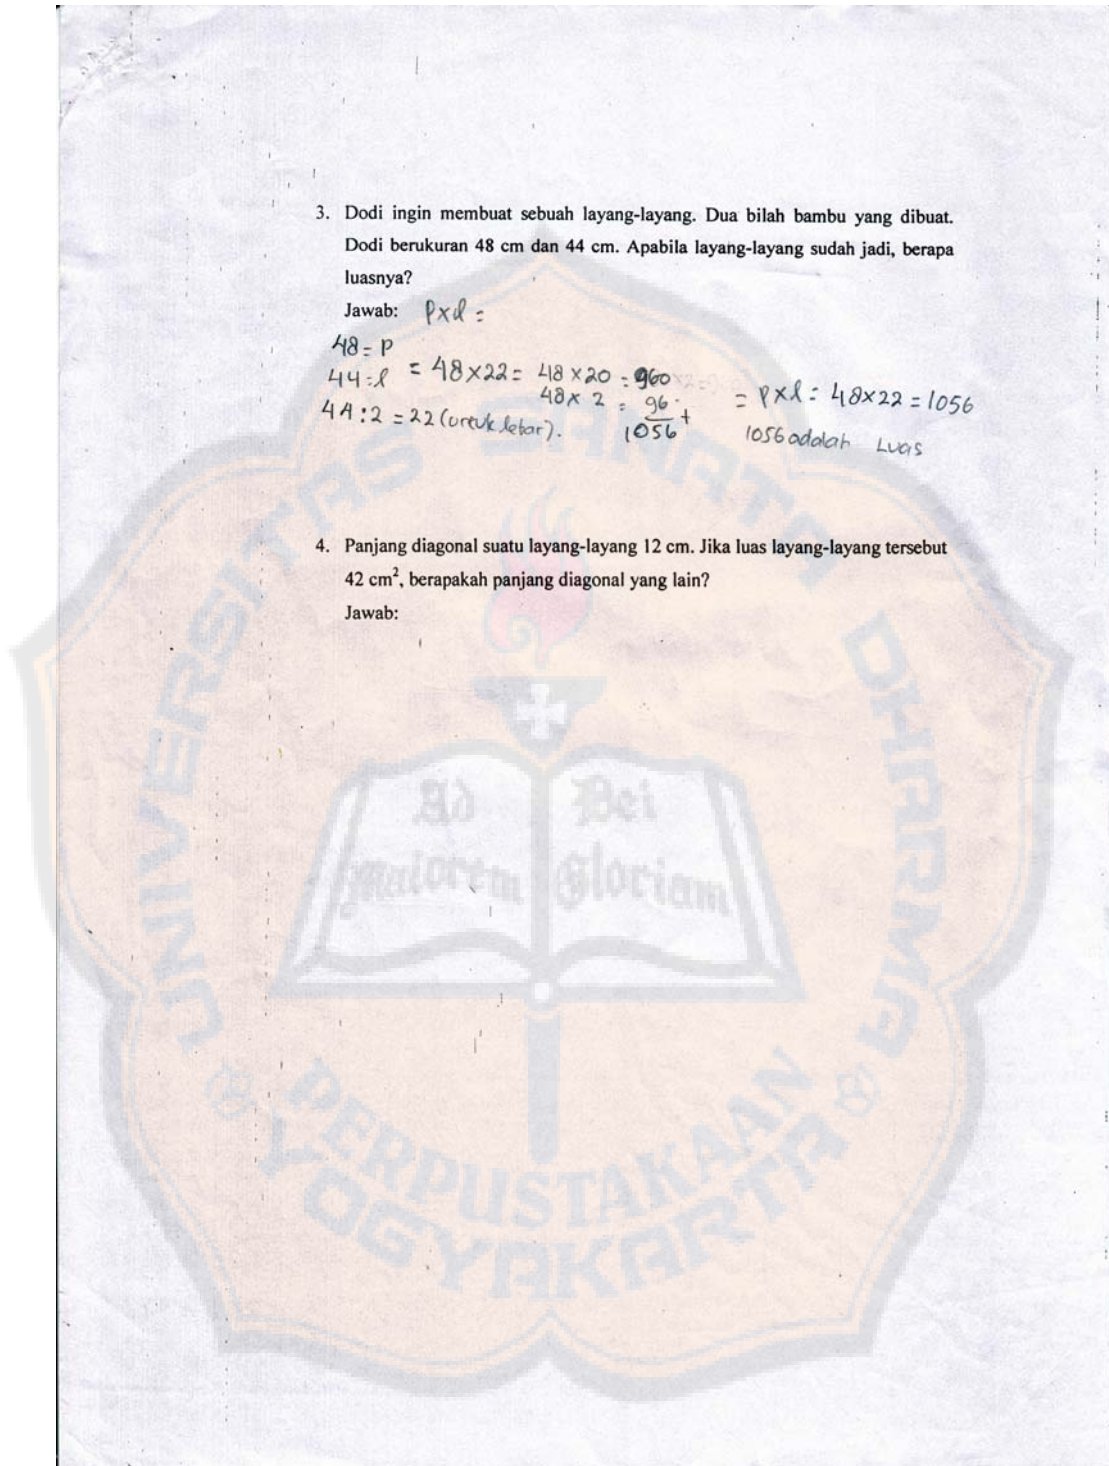 3. Dodi ingin membuat sebuah layang-layang. Dua bilah bambu yang dibuat.
Dodi berukuran 48 cm dan 44 cm. Apabila layang-layang sudah jadi, berapa
luasnya?
Jawab: P x l =
48 = P
44 = l = 48 x 22 = 48 x 20 = 960
48 x 2 = 96 +
44 : 2 = 22 (untuk lebar). 1056
= P x l = 48 x 22 = 1056
1056 adalah Luas
4. Panjang diagonal suatu layang-layang 12 cm. Jika luas layang-layang tersebut
42 cm², berapakah panjang diagonal yang lain?
Jawab:
UNIVERSITAS SANATA DHARMA
Ad Dei
maiorem Gloriam
PERPUSTAKAAN
YOGYAKARTA